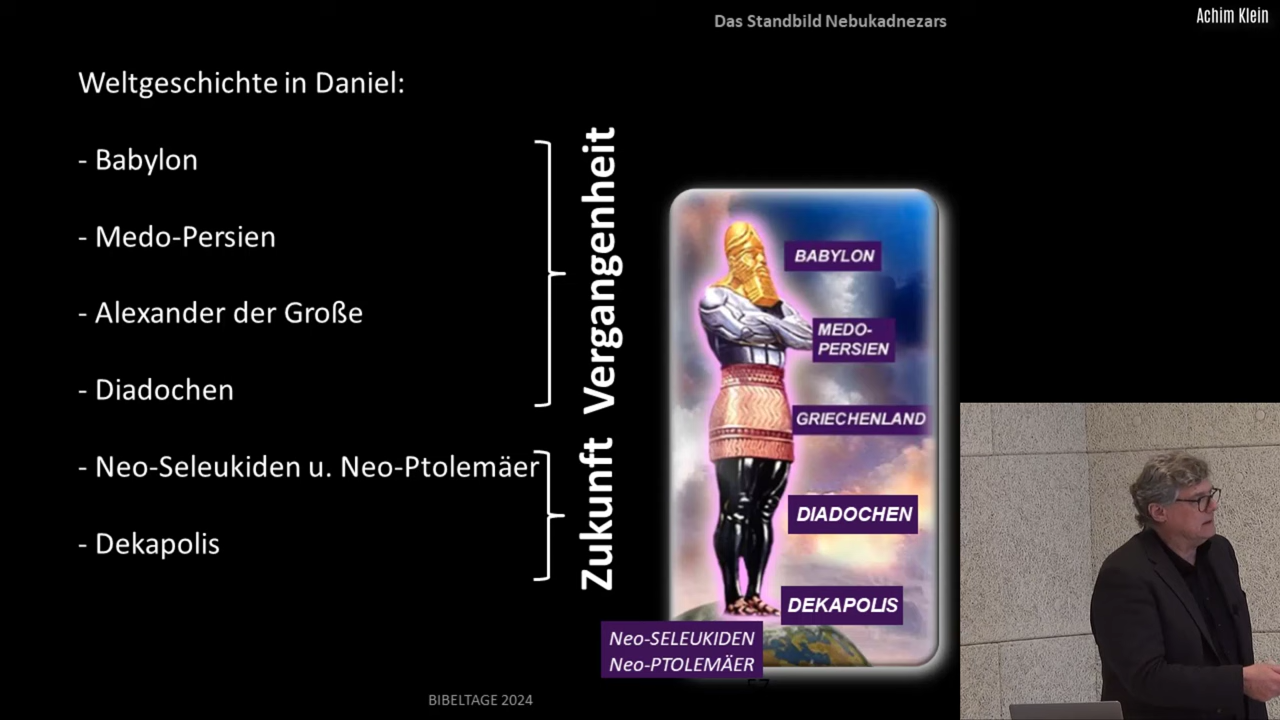 Das Standbild Nebukadnezars
Achim Klein
Weltgeschichte in Daniel:
- Babylon
- Medo-Persien
- Alexander der Große
- Diadochen
- Neo-Seleukiden u. Neo-Ptolemäer
- Dekapolis
Vergangenheit
Zukunft
BABYLON
MEDO-
PERSIEN
GRIECHENLAND
DIADOCHEN
DEKAPOLIS
Neo-SELEUKIDEN
Neo-PTOLEMÄER
BIBELTAGE 2024